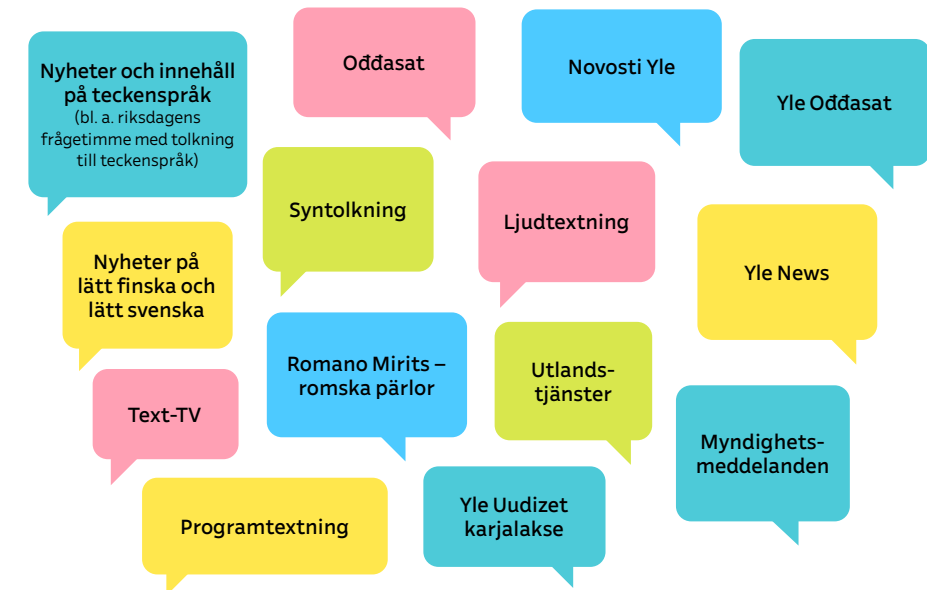 Nyheter och innehåll
på teckenspråk
(bl. a. riksdagens
frågetimme med tolkning
till teckenspråk)
Ođđasat
Novosti Yle
Yle Ođđasat
Syntolkning
Ljudtextning
Nyheter på
lätt finska och
lätt svenska
Yle News
Romano Mirits –
romska pärlor
Utlands-
tjänster
Text-TV
Myndighets-
meddelanden
Programtextning
Yle Uudizet
karjalakse